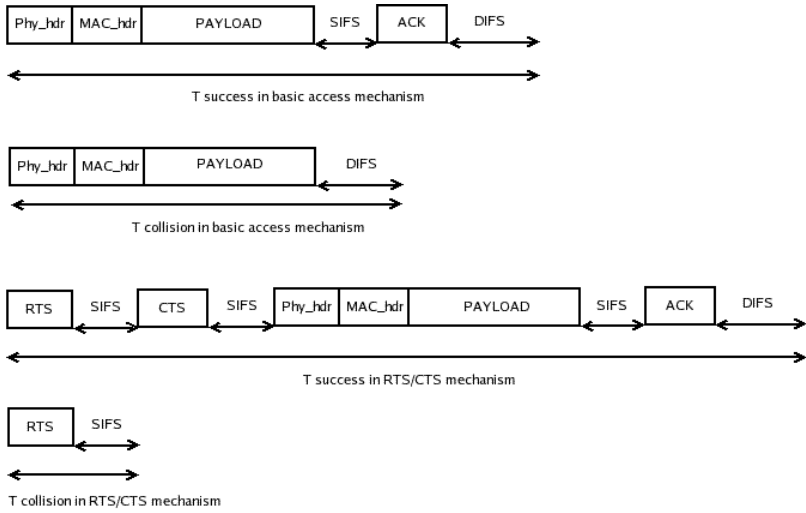 Phy_hdr MAC_hdr PAYLOAD SIFS ACK DIFS
T success in basic access mechanism
Phy_hdr MAC_hdr PAYLOAD DIFS
T collision in basic access mechanism
RTS SIFS CTS SIFS Phy_hdr MAC_hdr PAYLOAD SIFS ACK DIFS
T success in RTS/CTS mechanism
RTS SIFS
T collision in RTS/CTS mechanism